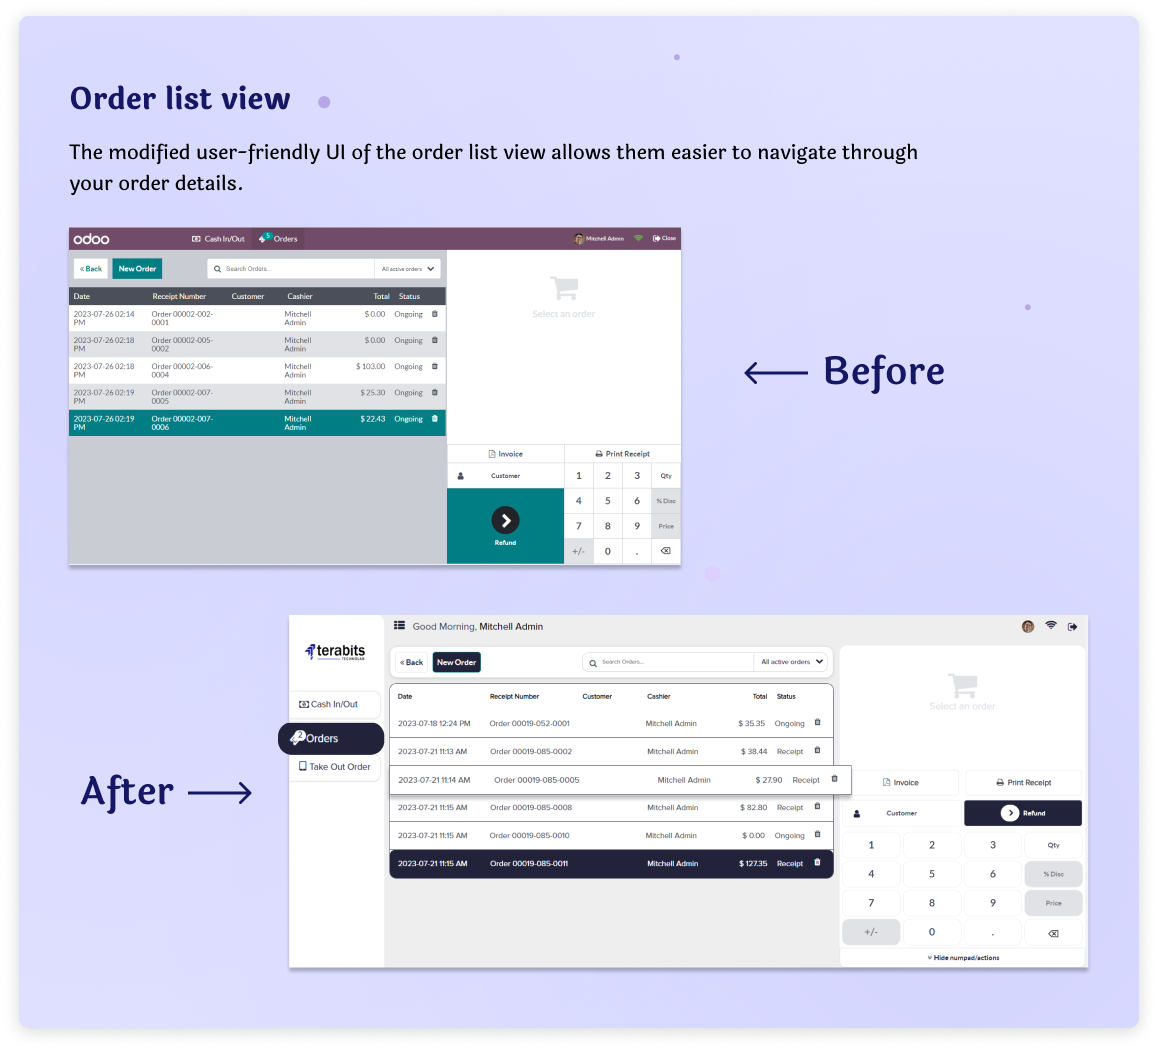 Order list view
The modified user-friendly UI of the order list view allows them easier to navigate through
your order details.
odoo Cash In/Out 5 Orders Mitchell Admin Close
< Back New Order Search Orders... All active orders
Date Receipt Number Customer Cashier Total Status
2023-07-26 02:14 PM Order 00002-002-0001 Mitchell Admin $ 0.00 Ongoing
2023-07-26 02:18 PM Order 00002-005-0002 Mitchell Admin $ 0.00 Ongoing
2023-07-26 02:18 PM Order 00002-006-0004 Mitchell Admin $ 103.00 Ongoing
2023-07-26 02:19 PM Order 00002-007-0005 Mitchell Admin $ 25.30 Ongoing
2023-07-26 02:19 PM Order 00002-007-0006 Mitchell Admin $ 22.43 Ongoing
Select an order
Invoice Print Receipt
Customer 1 2 3 Qty
4 5 6 % Disc
7 8 9 Price
Refund
+/- 0 .
Before
After
terabits
TECHNOLAB
Cash In/Out
2 Orders
Take Out Order
Good Morning, Mitchell Admin
< Back New Order Search Orders... All active orders
Date Receipt Number Customer Cashier Total Status
2023-07-18 12:24 PM Order 00019-052-0001 Mitchell Admin $ 35.35 Ongoing
2023-07-21 11:13 AM Order 00019-085-0002 Mitchell Admin $ 38.44 Receipt
2023-07-21 11:14 AM Order 00019-085-0005 Mitchell Admin $ 27.90 Receipt
2023-07-21 11:15 AM Order 00019-085-0008 Mitchell Admin $ 82.80 Receipt
2023-07-21 11:15 AM Order 00019-085-0010 Mitchell Admin $ 0.00 Ongoing
2023-07-21 11:15 AM Order 00019-085-0011 Mitchell Admin $ 127.35 Receipt
Select an order
Invoice Print Receipt
Customer Refund
1 2 3 Qty
4 5 6 % Disc
7 8 9 Price
+/- 0 .
Hide numpad/actions